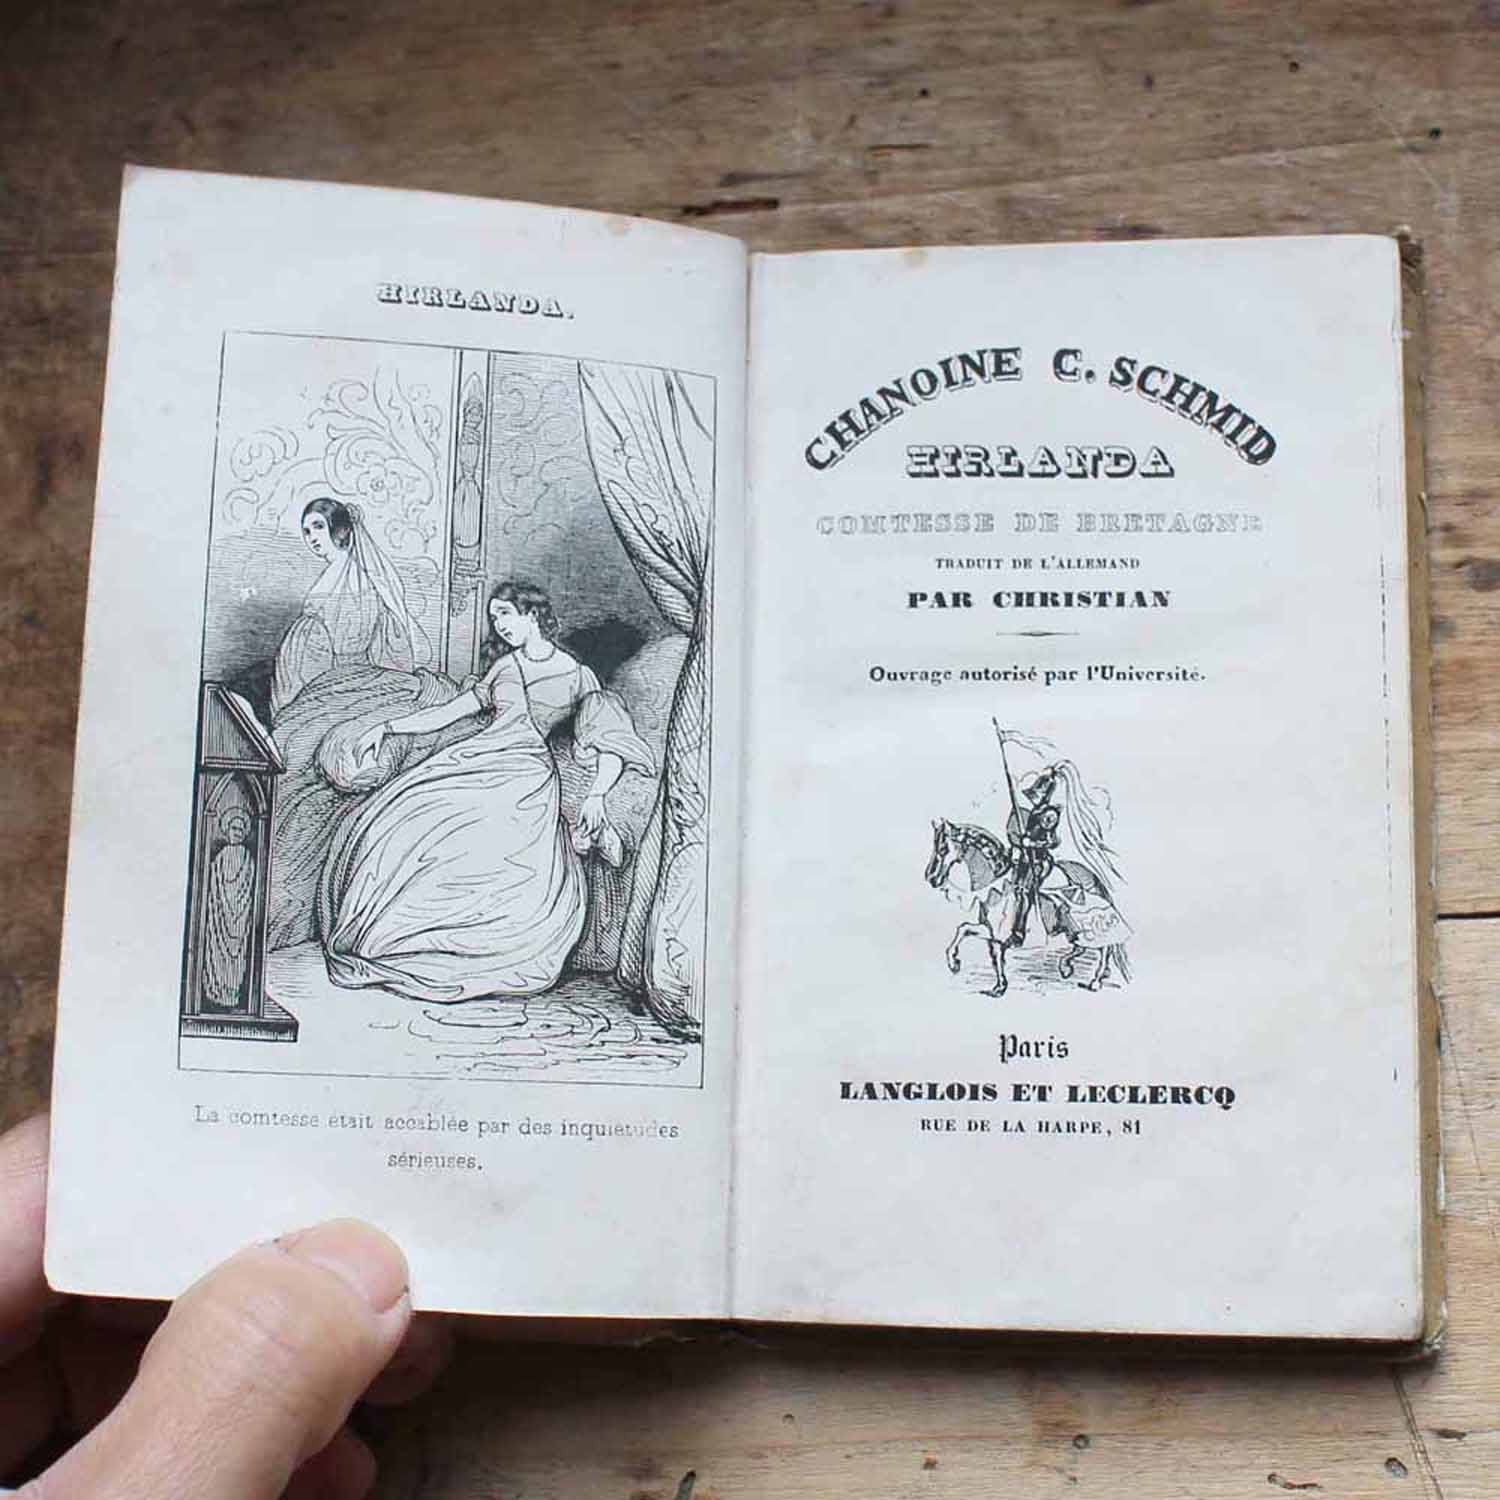 HIRLANDA.
La comtesse était accablée par des inquietudes
sérieuses.
CHANOINE C. SCHMID
HIRLANDA
COMTESSE DE BRETAGNE
TRADUIT DE L'ALLEMAND
PAR CHRISTIAN
Ouvrage autorisé par l'Université.
Paris
LANGLOIS ET LECLERCQ
RUE DE LA HARPE, 81